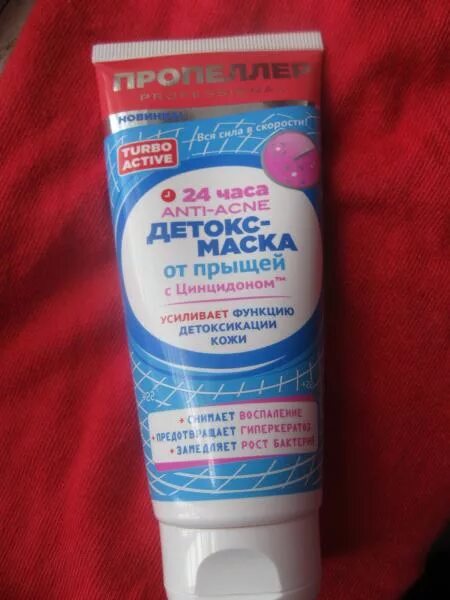 ПРОПЕЛЛЕР
PROFESSIONAL
НОВИНКА!
Вся сила в скорости!
TURBO
ACTIVE
24 часа
ANTI-ACNE
ДЕТОКС-
МАСКА
от прыщей
с Цинцидоном™
УСИЛИВАЕТ ФУНКЦИЮ
ДЕТОКСИКАЦИИ
КОЖИ
+ СНИМАЕТ ВОСПАЛЕНИЕ
+ ПРЕДОТВРАЩАЕТ ГИПЕРКЕРАТОЗ
+ ЗАМЕДЛЯЕТ РОСТ БАКТЕРИЙ